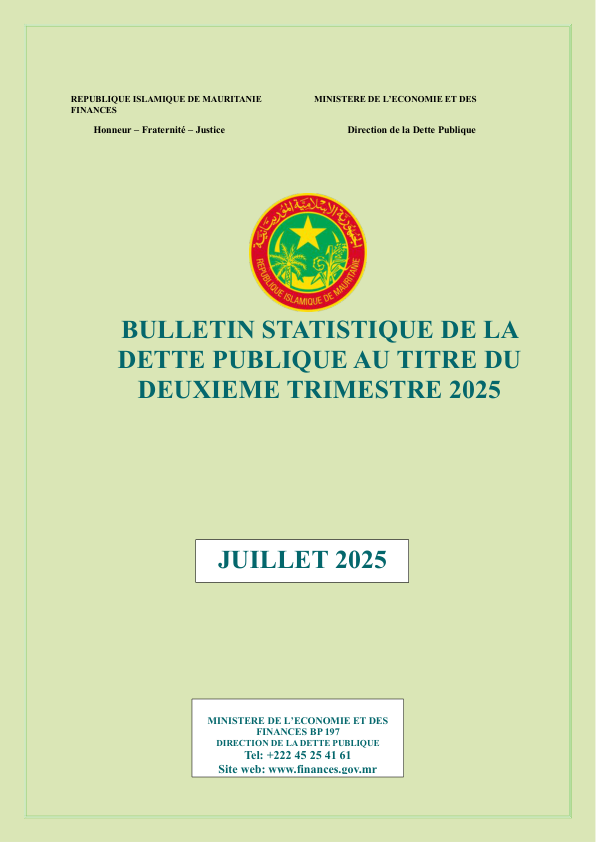 REPUBLIQUE ISLAMIQUE DE MAURITANIE MINISTERE DE L’ECONOMIE ET DES
FINANCES
Honneur – Fraternité – Justice Direction de la Dette Publique
الجمهورية الإسلامية الموريتانية
REPUBLIQUE ISLAMIQUE DE MAURITANIE
BULLETIN STATISTIQUE DE LA
DETTE PUBLIQUE AU TITRE DU
DEUXIEME TRIMESTRE 2025
JUILLET 2025
MINISTERE DE L’ECONOMIE ET DES
FINANCES BP 197
DIRECTION DE LA DETTE PUBLIQUE
Tel: +222 45 25 41 61
Site web: www.finances.gov.mr